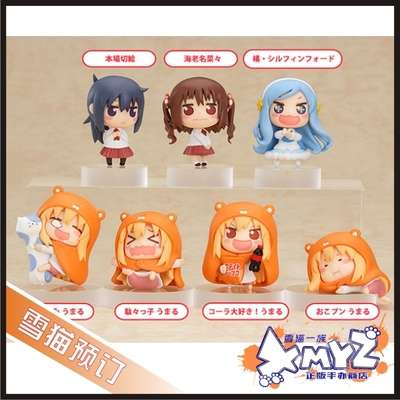 本場切絵
海老名菜々
橘・シルフィンフォード
うまる
駄々っ子 うまる
コーラ大好き！うまる
おこプン うまる
雪猫预订
雪猫一族
XMYZ
正版手办商店